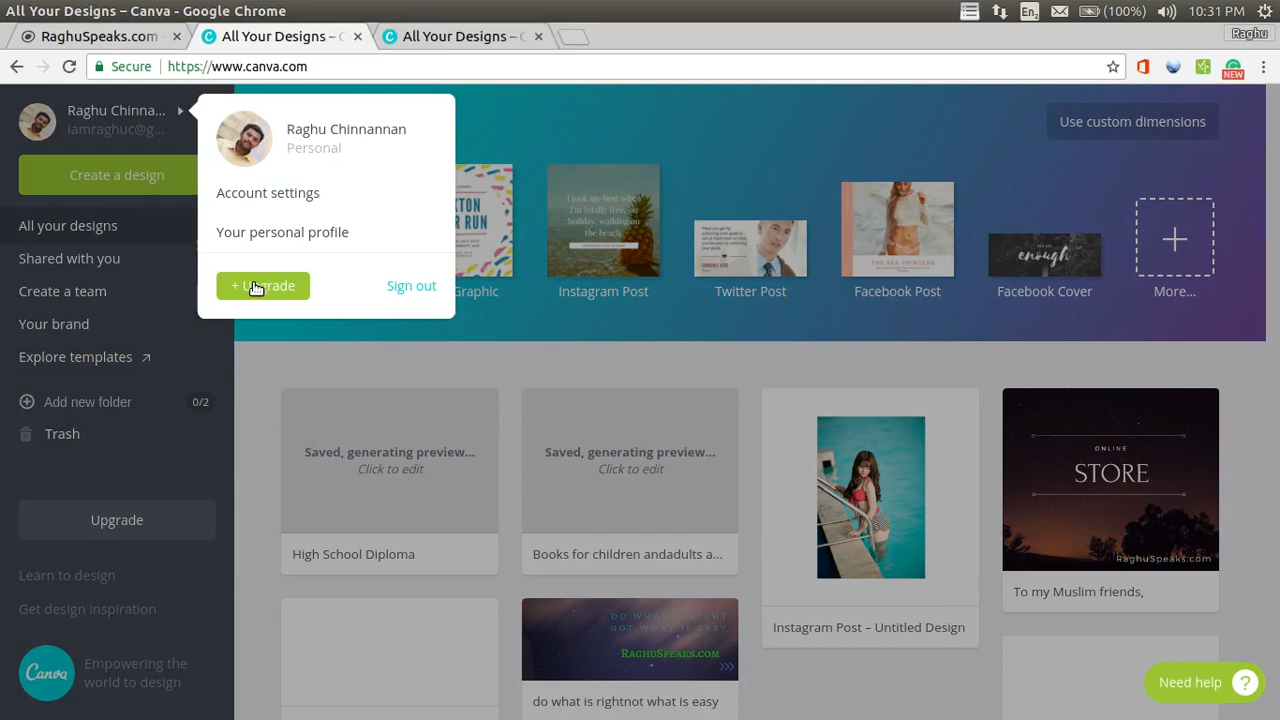 All Your Designs – Canva - Google Chrome
En2
(100%)
10:31 PM
RaghuSpeaks.com
All Your Designs –
All Your Designs –
Raghu
Secure
https://www.canva.com
NEW
Raghu Chinna...
iamraghuc@g...
Create a design
All your designs
Shared with you
Create a team
Your brand
Explore templates
Add new folder
0/2
Trash
Upgrade
Learn to design
Get design inspiration
Canva
Empowering the
world to design
Raghu Chinnannan
Personal
Account settings
Your personal profile
+ Upgrade
Sign out
Use custom dimensions
Graphic
Instagram Post
Twitter Post
Facebook Post
enough
Facebook Cover
More...
Saved, generating preview...
Click to edit
High School Diploma
Saved, generating preview...
Click to edit
Books for children andadults a...
Instagram Post – Untitled Design
ONLINE
STORE
RaghuSpeaks.com
To my Muslim friends,
DO WHAT IS RIGHT
NOT WHAT IS EASY
RAGHUSPEAKS.COM
do what is rightnot what is easy
Need help
?